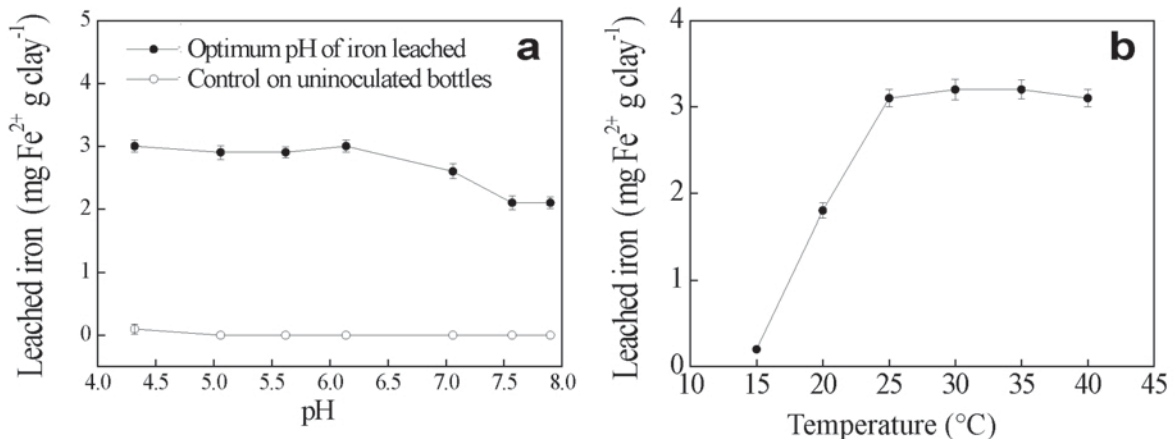 a
Optimum pH of iron leached
Control on uninoculated bottles
Leached iron (mg Fe²⁺ g clay⁻¹)
5
4
3
2
1
0
4.0 4.5 5.0 5.5 6.0 6.5 7.0 7.5 8.0
pH
b
Leached iron (mg Fe²⁺ g clay⁻¹)
4
3
2
1
0
10 15 20 25 30 35 40 45
Temperature (°C)